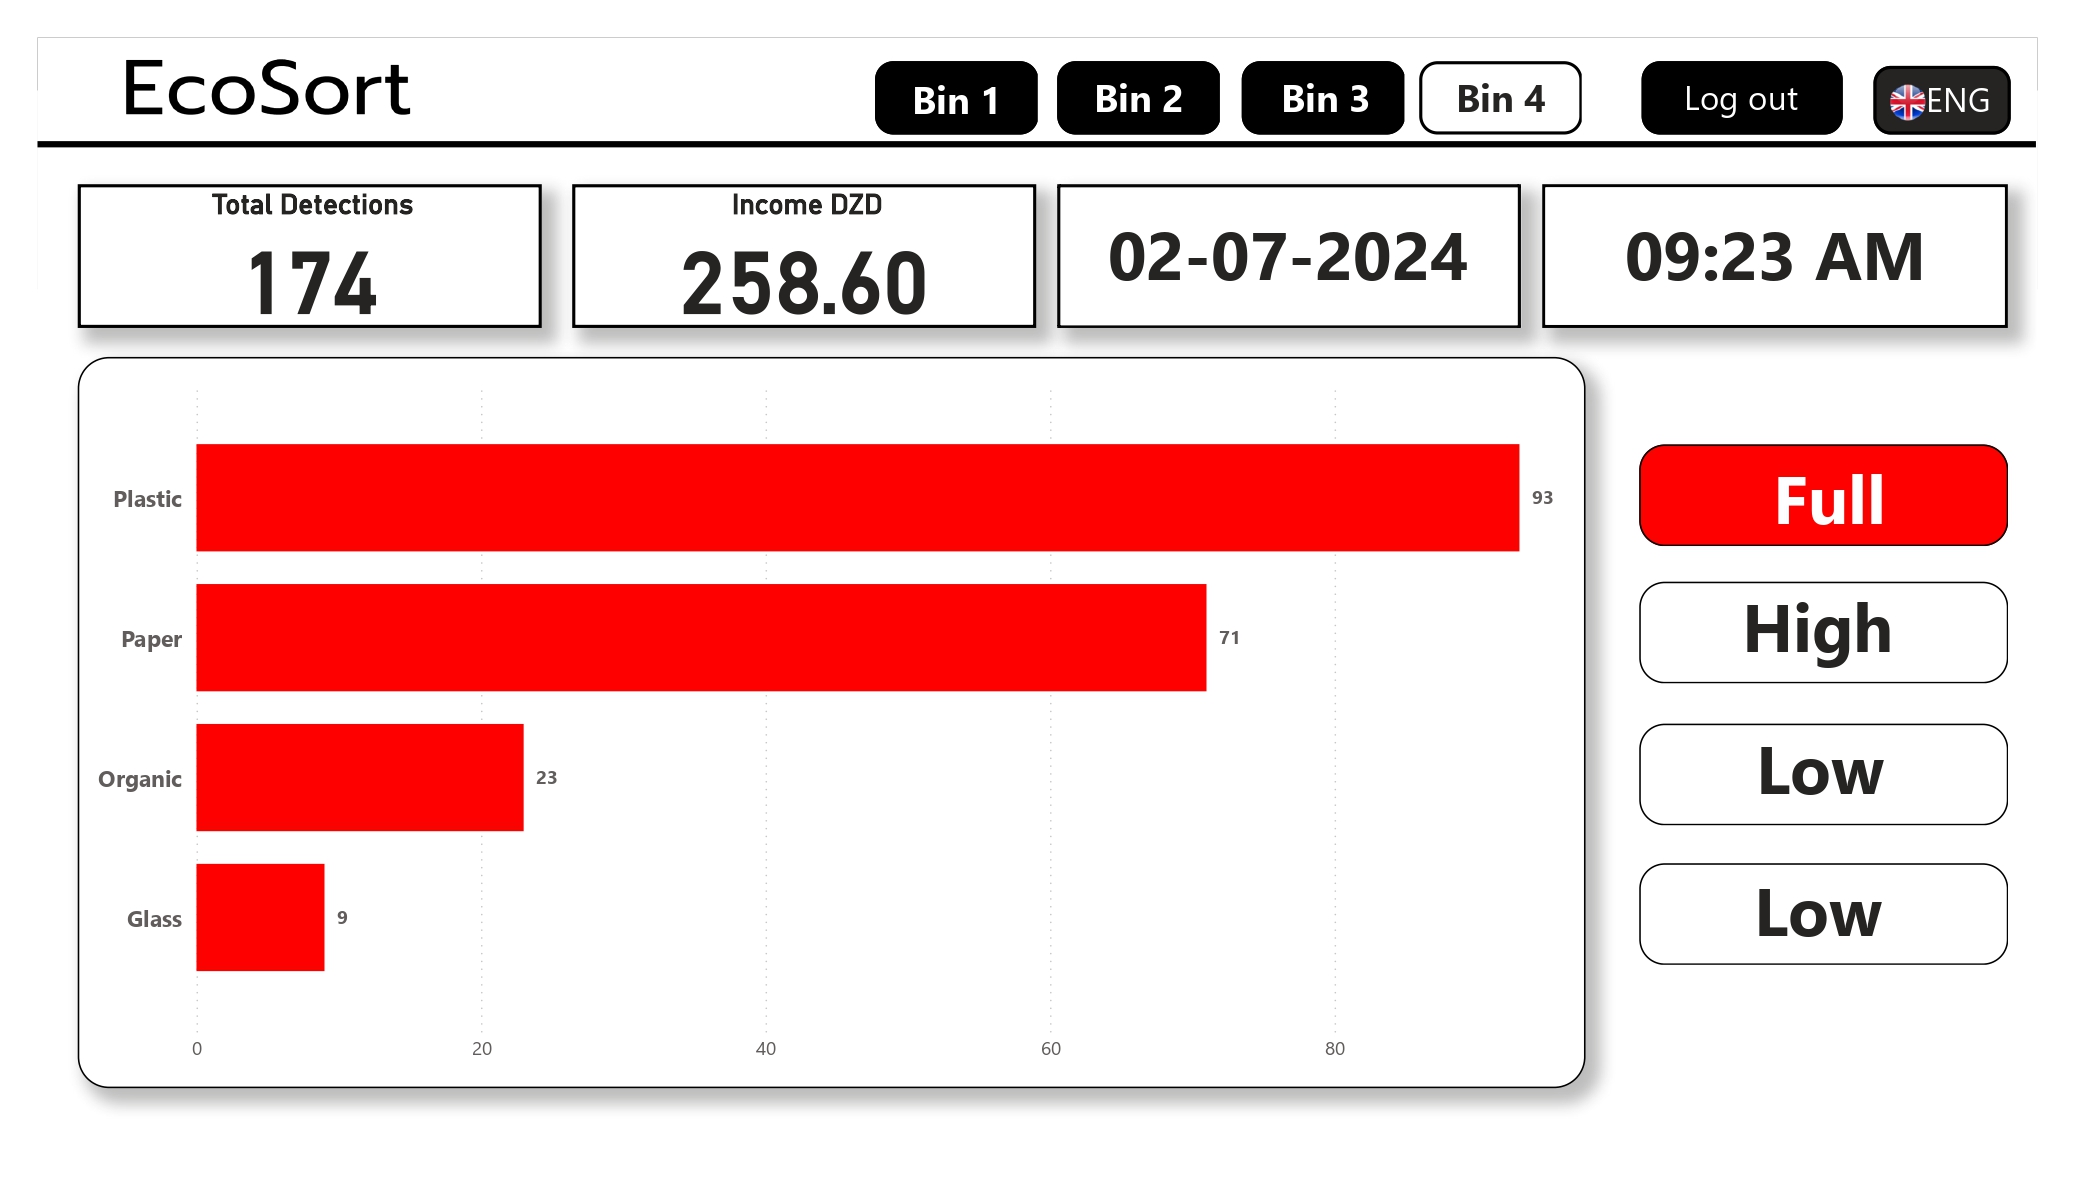 EcoSort
Bin 1
Bin 2
Bin 3
Bin 4
Log out
ENG
Total Detections
174
Income DZD
258.60
02-07-2024
09:23 AM
Plastic
93
Full
Paper
71
High
Organic
23
Low
Glass
9
Low
0 20 40 60 80